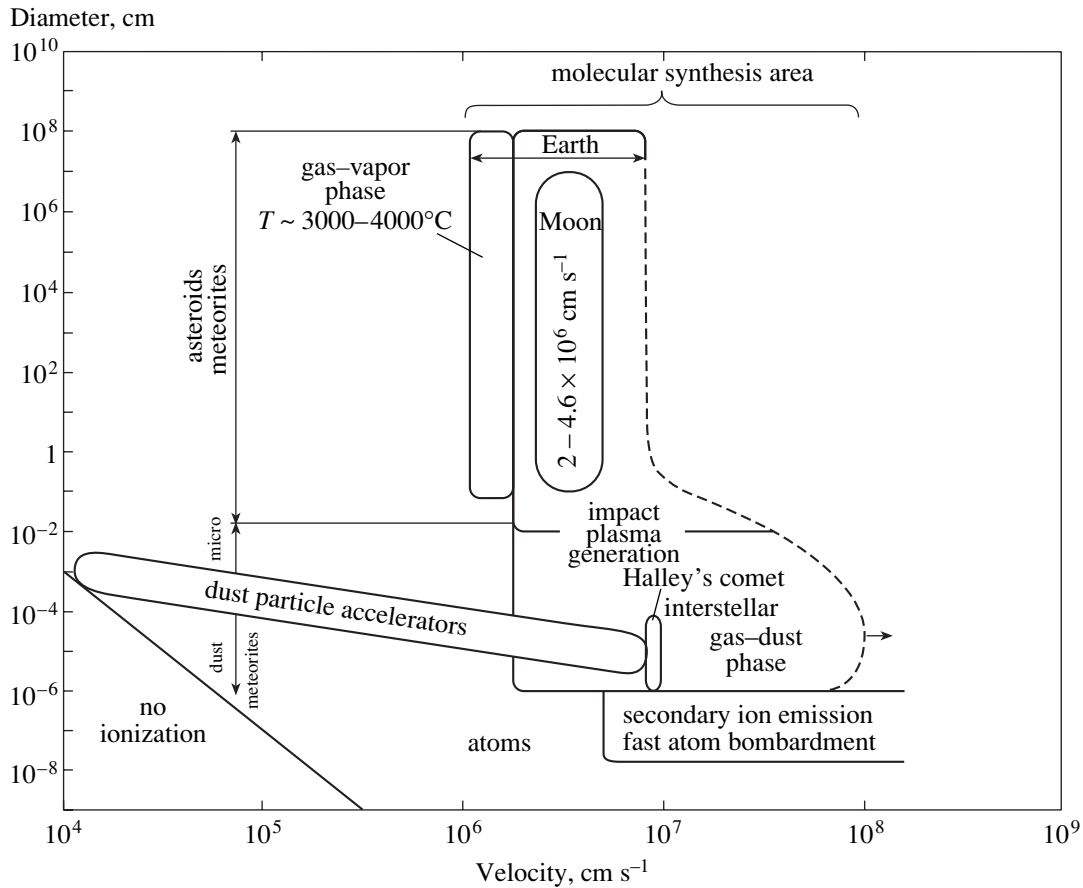 Diameter, cm
10^10
10^8
10^6
10^4
10^2
1
10^−2
10^−4
10^−6
10^−8
molecular synthesis area
Earth
gas–vapor
phase
T ~ 3000–4000°C
Moon
2 – 4.6 × 10^6 cm s^−1
asteroids
meteorites
impact
plasma
generation
micro
Halley's comet
dust particle accelerators
interstellar
gas–dust
phase
dust
meteorites
no
ionization
atoms
secondary ion emission
fast atom bombardment
10^4
10^5
10^6
10^7
10^8
10^9
Velocity, cm s^−1